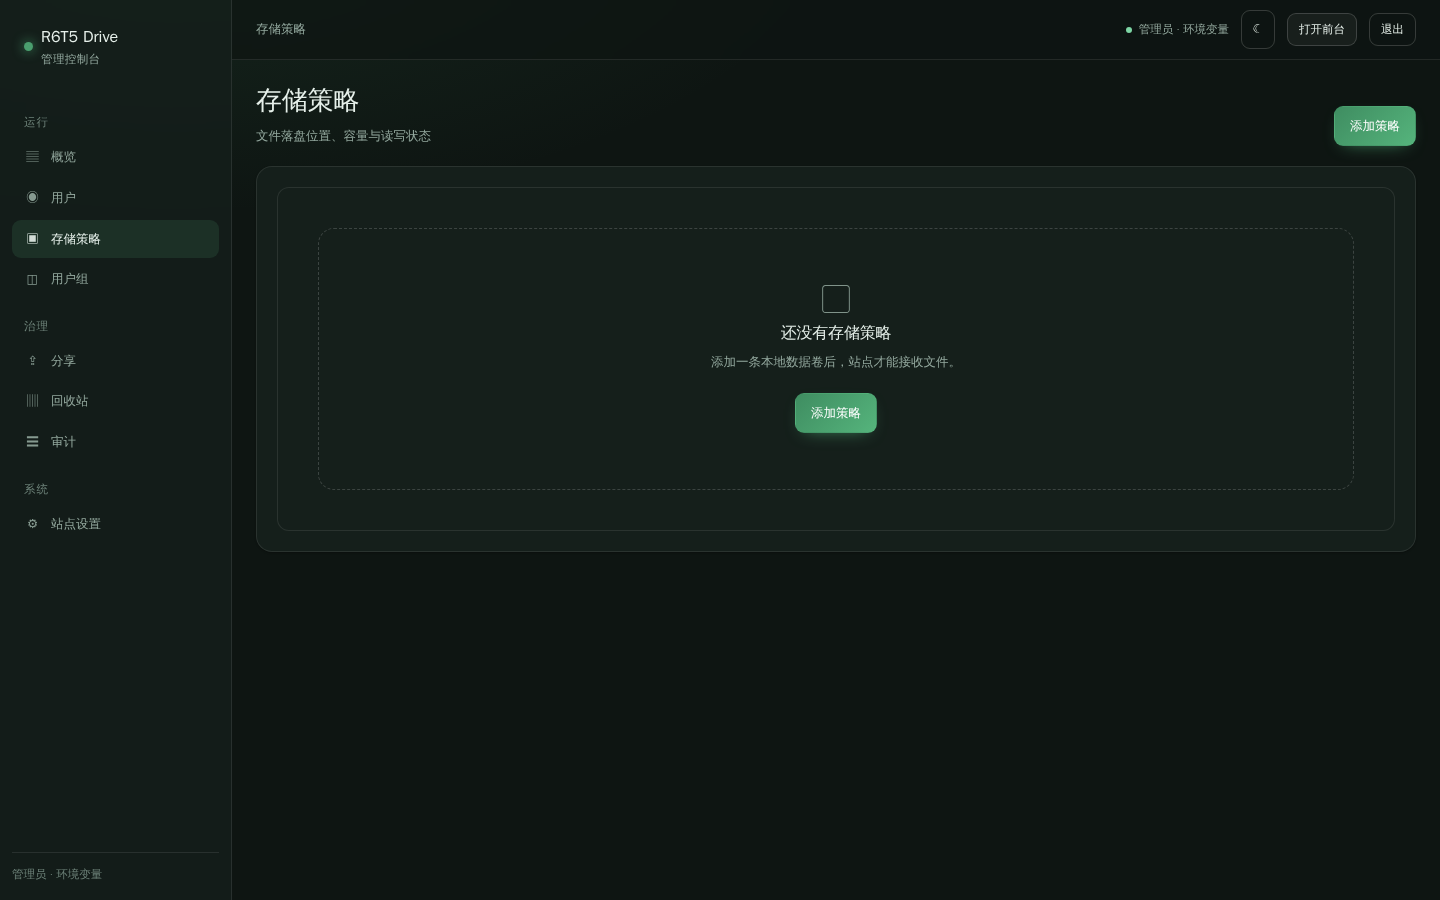 R6T5 Drive
管理控制台
运行
概览
用户
存储策略
用户组
治理
分享
回收站
审计
系统
站点设置
管理员 · 环境变量
存储策略
管理员 · 环境变量
打开前台
退出
存储策略
文件落盘位置、容量与读写状态
添加策略
还没有存储策略
添加一条本地数据卷后，站点才能接收文件。
添加策略